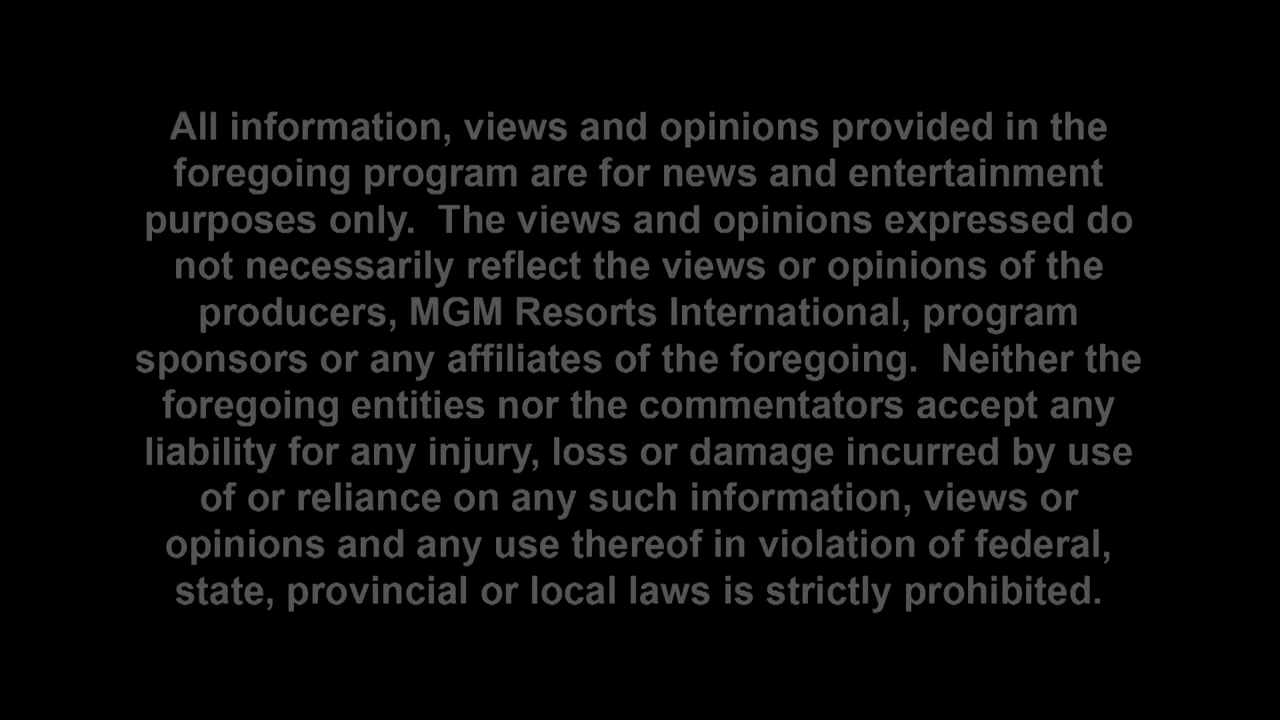 All information, views and opinions provided in the
foregoing program are for news and entertainment
purposes only.  The views and opinions expressed do
not necessarily reflect the views or opinions of the
producers, MGM Resorts International, program
sponsors or any affiliates of the foregoing.  Neither the
foregoing entities nor the commentators accept any
liability for any injury, loss or damage incurred by use
of or reliance on any such information, views or
opinions and any use thereof in violation of federal,
state, provincial or local laws is strictly prohibited.